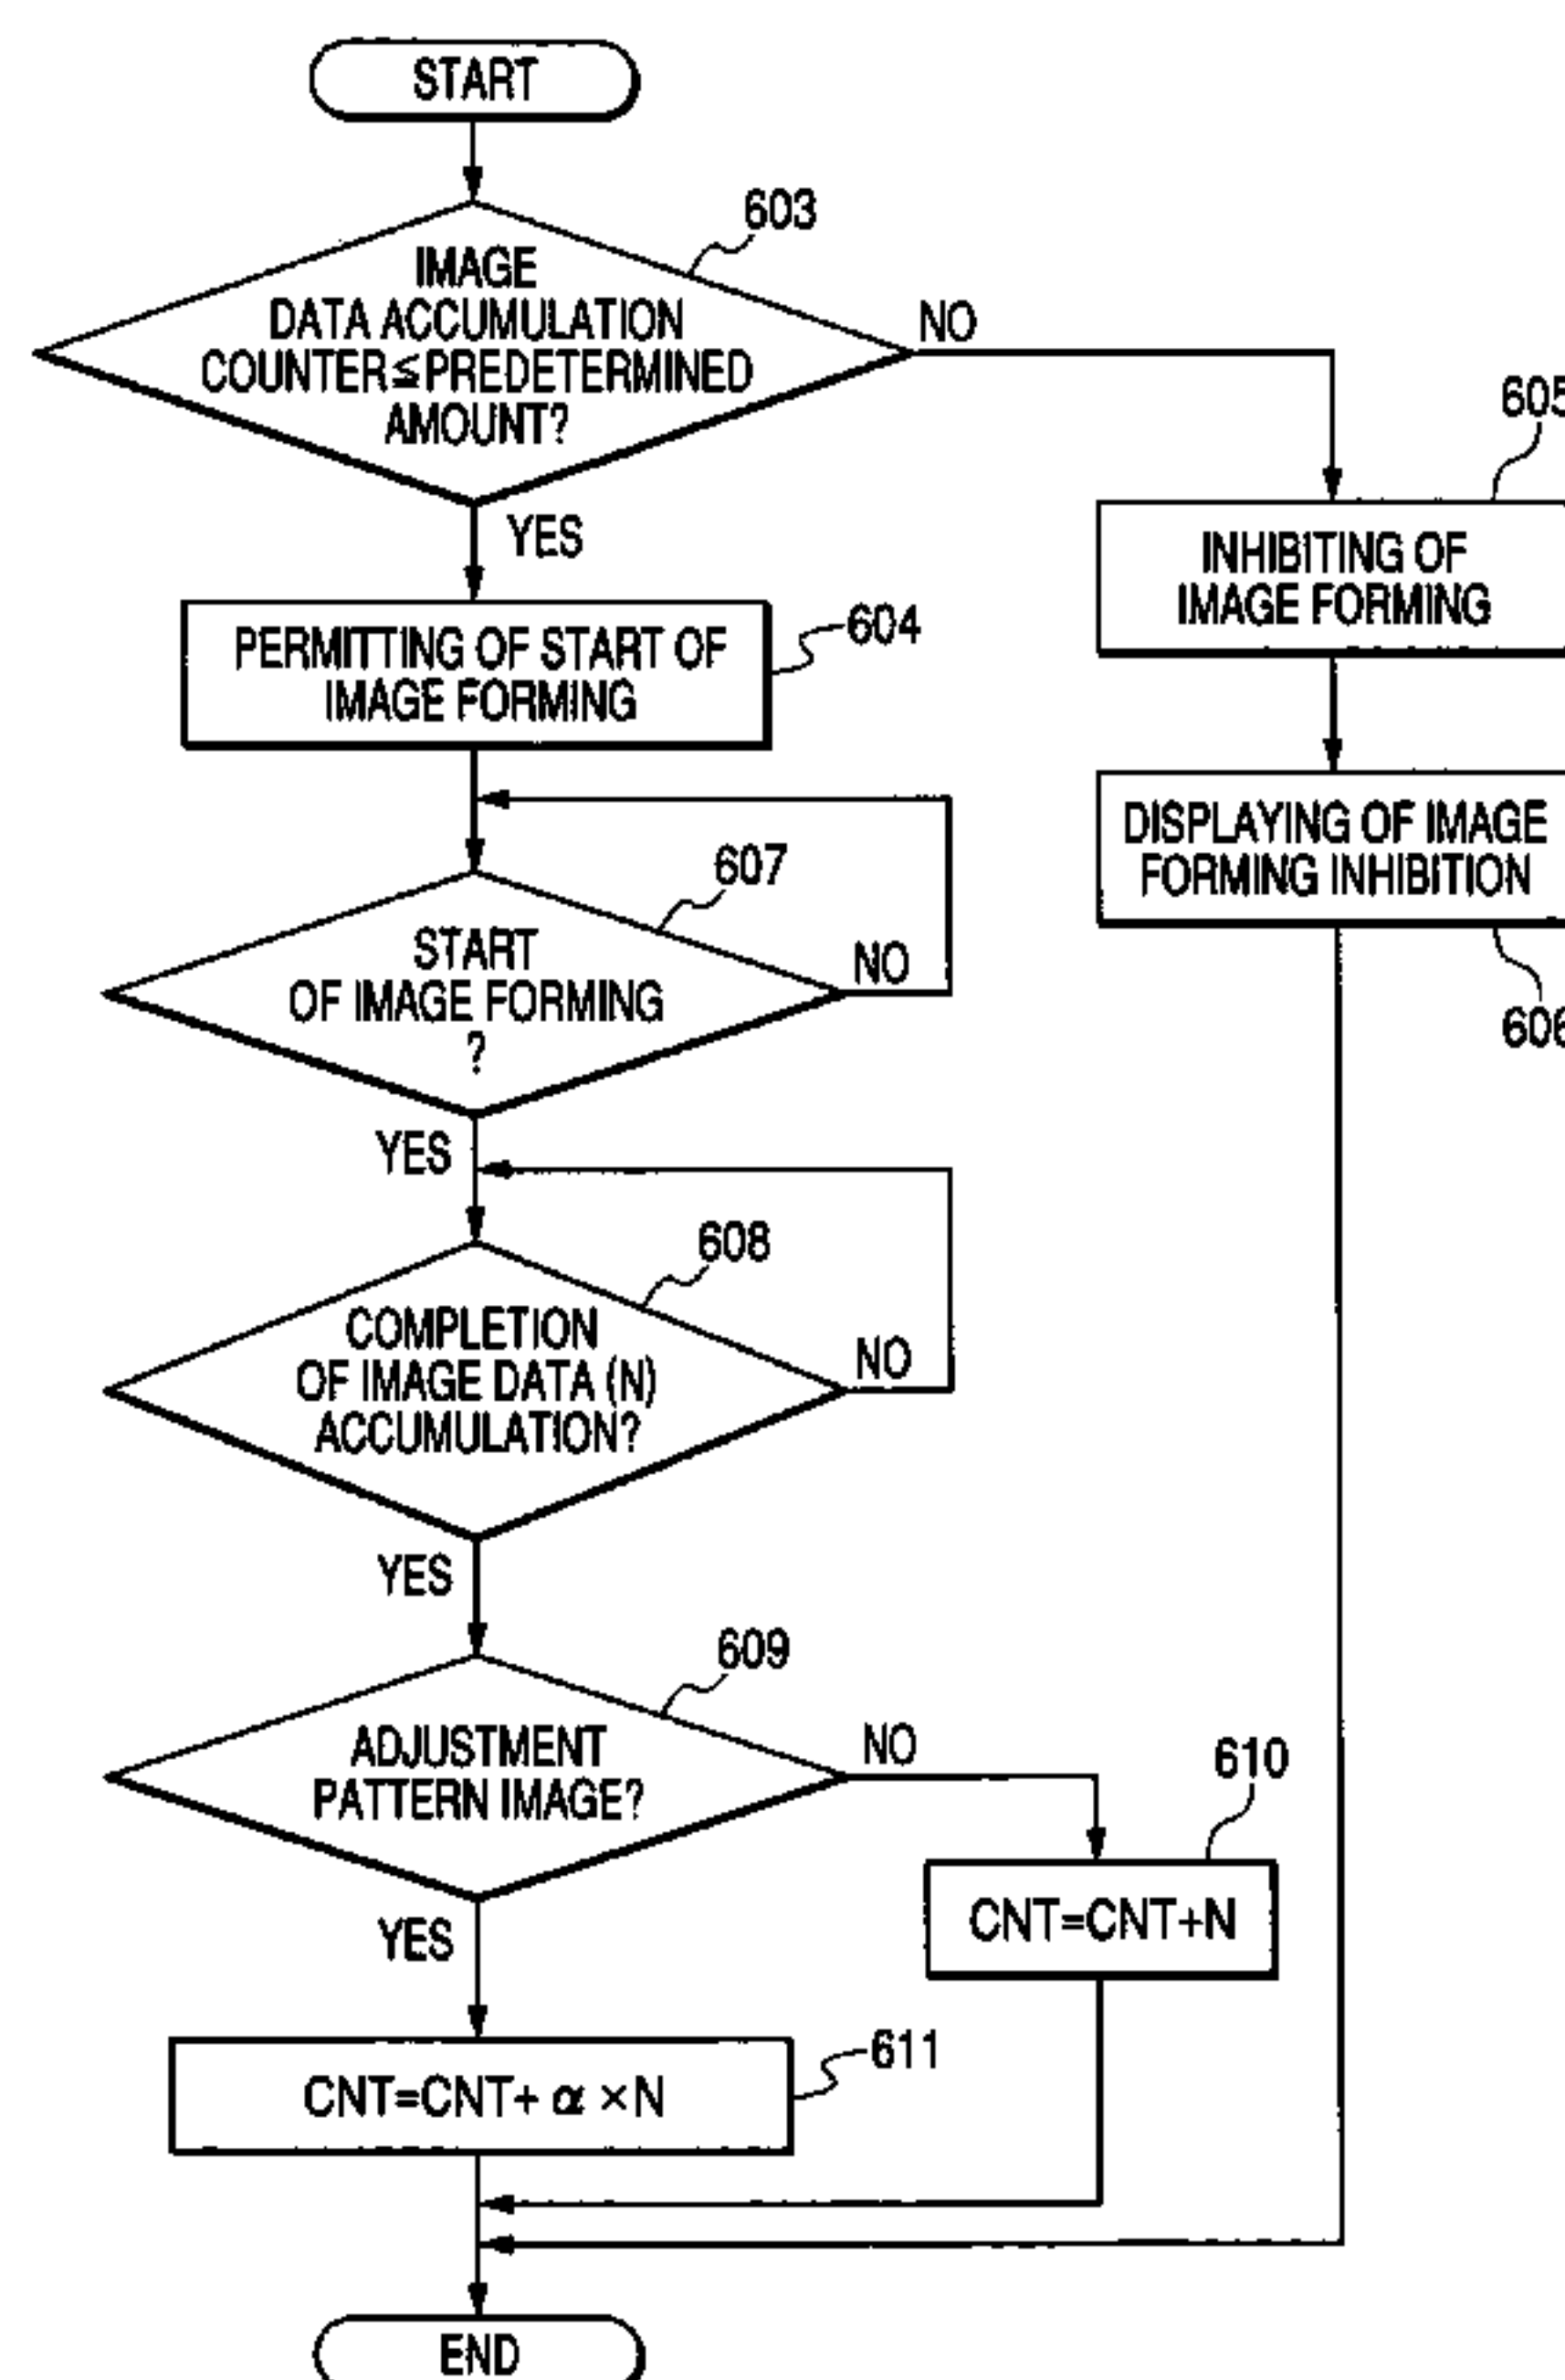 START
603
IMAGE
DATA ACCUMULATION
COUNTER≦PREDETERMINED
AMOUNT?
NO
YES
605
INHIBITING OF
IMAGE FORMING
PERMITTING OF START OF
IMAGE FORMING
604
DISPLAYING OF IMAGE
FORMING INHIBITION
606
607
START
OF IMAGE FORMING
?
NO
YES
608
COMPLETION
OF IMAGE DATA (N)
ACCUMULATION?
NO
YES
609
ADJUSTMENT
PATTERN IMAGE?
NO
YES
610
CNT=CNT+N
611
CNT=CNT+ α ×N
END